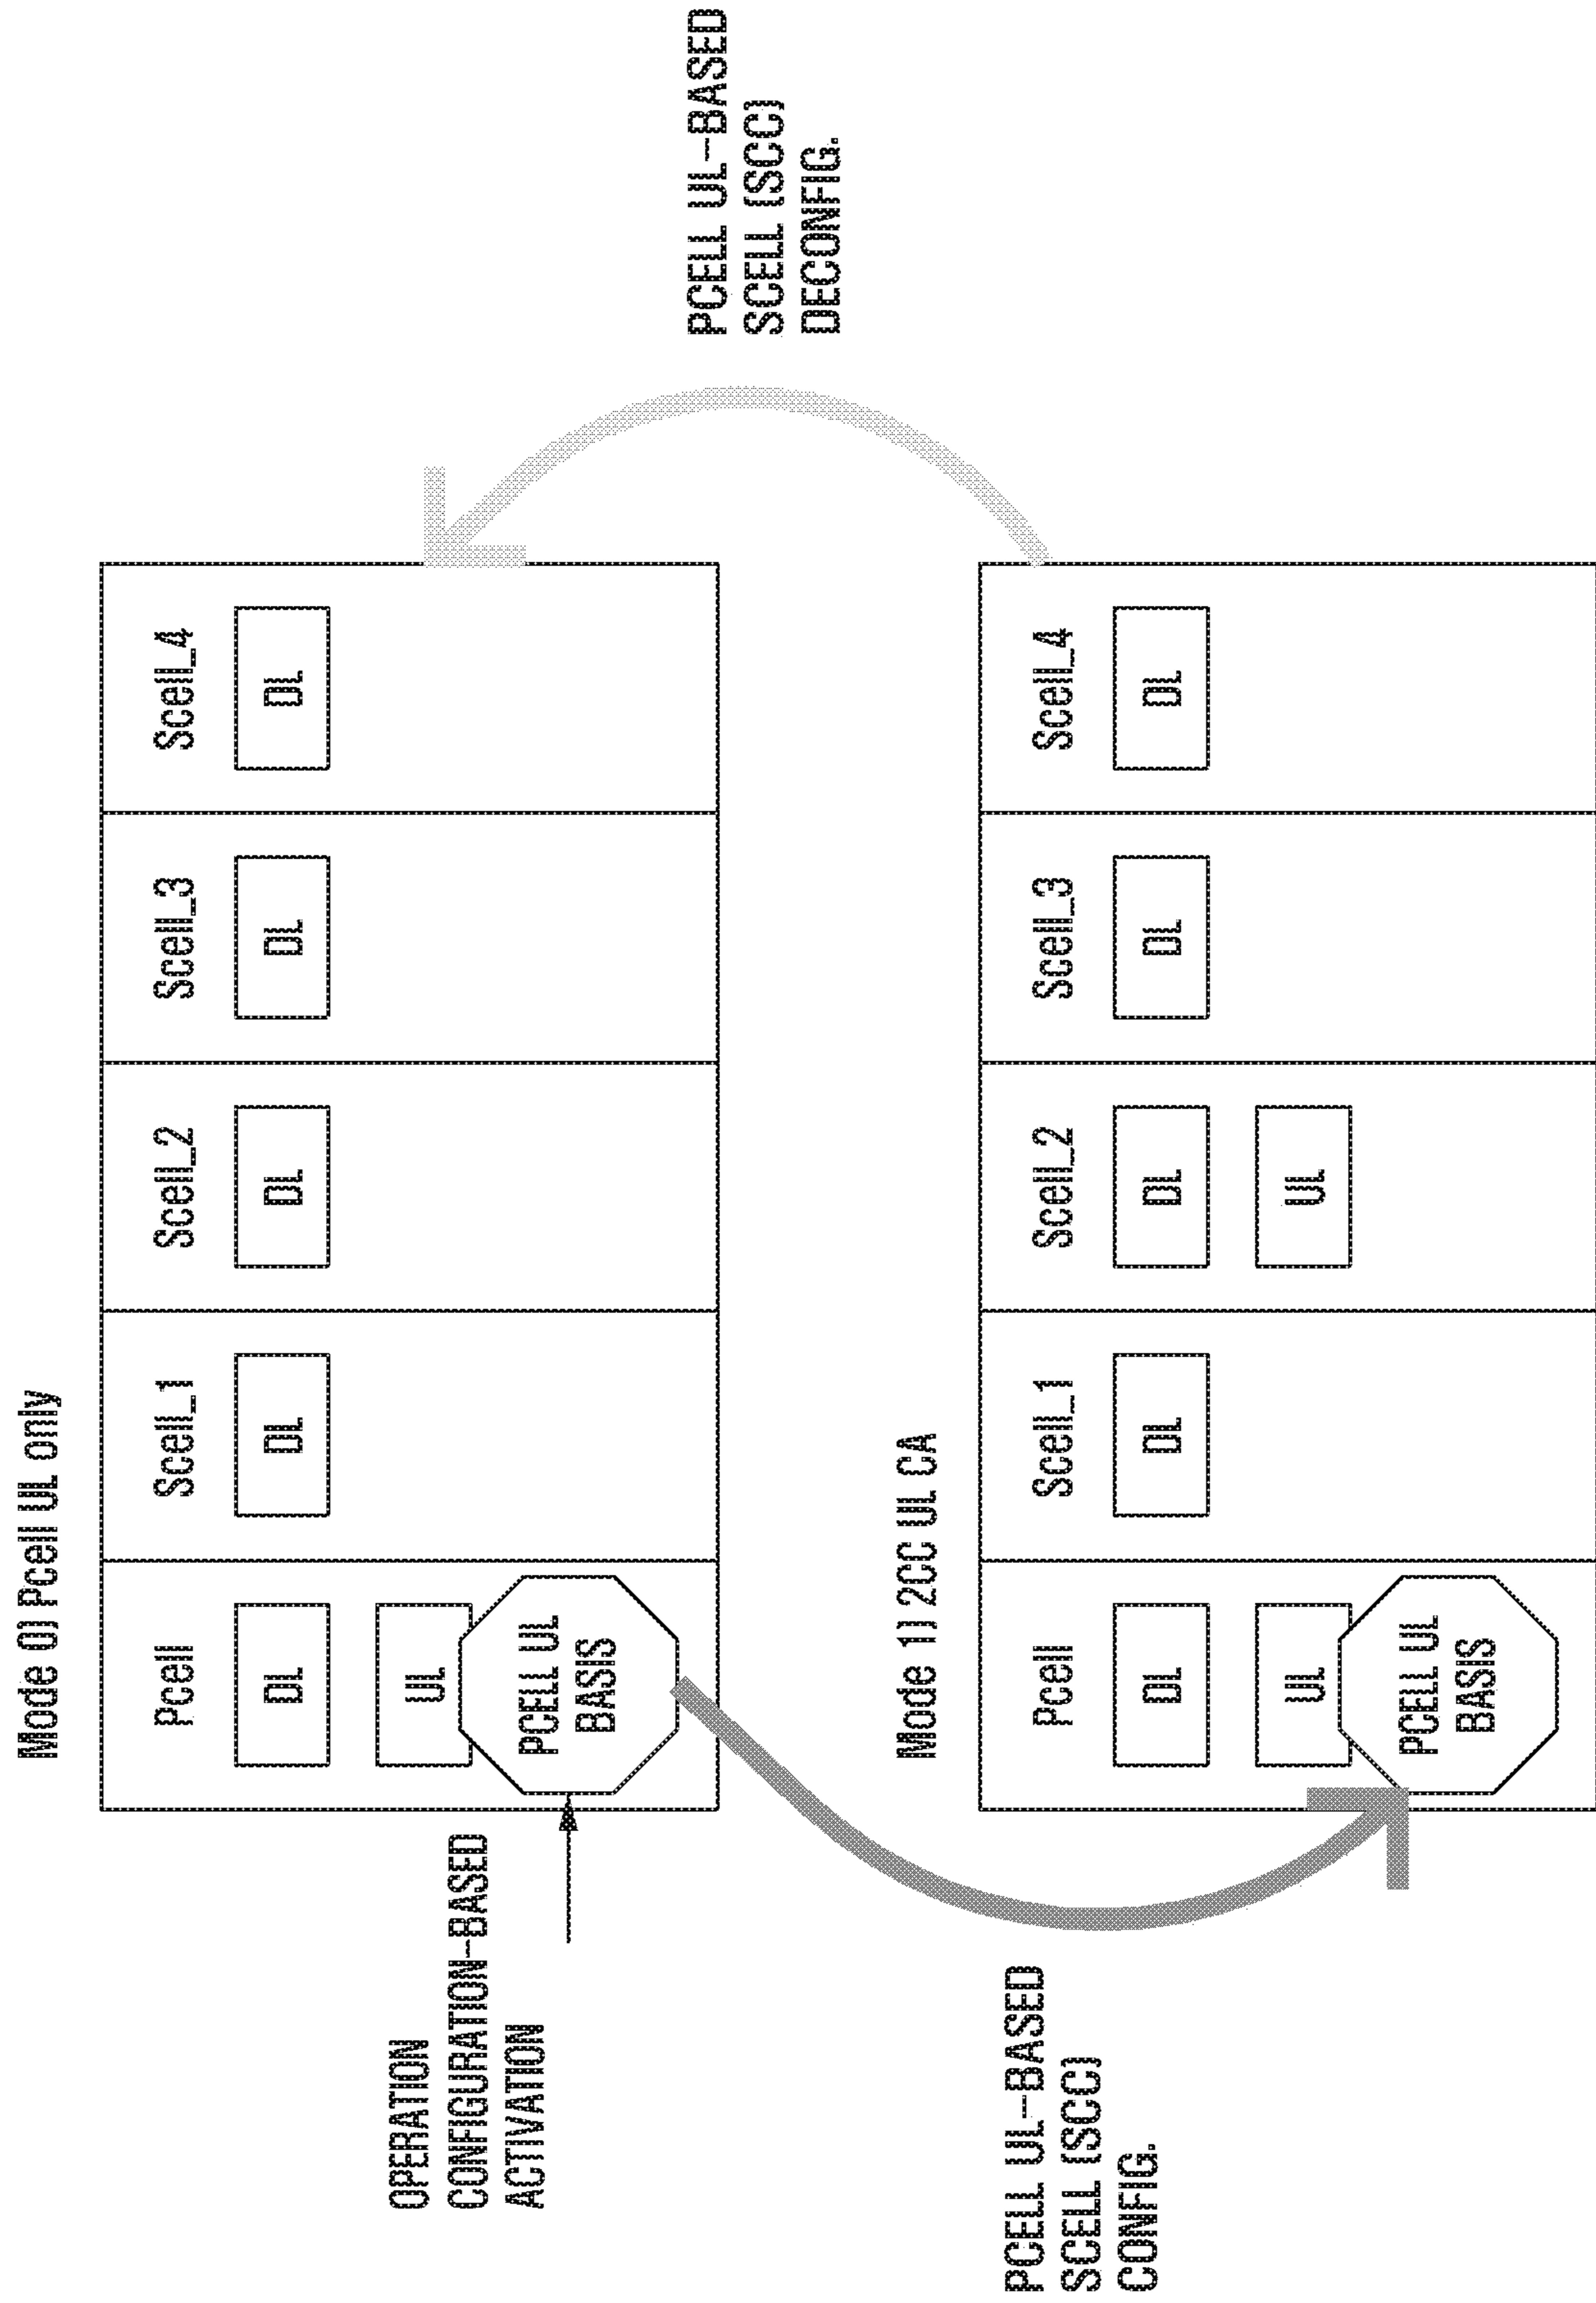 Mode 0) Pcell UL only
Pcell
Scell_1
Scell_2
Scell_3
Scell_4
DL
DL
DL
DL
DL
UL
PCELL UL
BASIS
OPERATION
CONFIGURATION-BASED
ACTIVATION
PCELL UL-BASED
SCELL (SCC)
DECONFIG.
Mode 1) 2CC UL CA
Pcell
Scell_1
Scell_2
Scell_3
Scell_4
DL
DL
DL
DL
DL
UL
UL
PCELL UL
BASIS
PCELL UL-BASED
SCELL (SCC)
CONFIG.